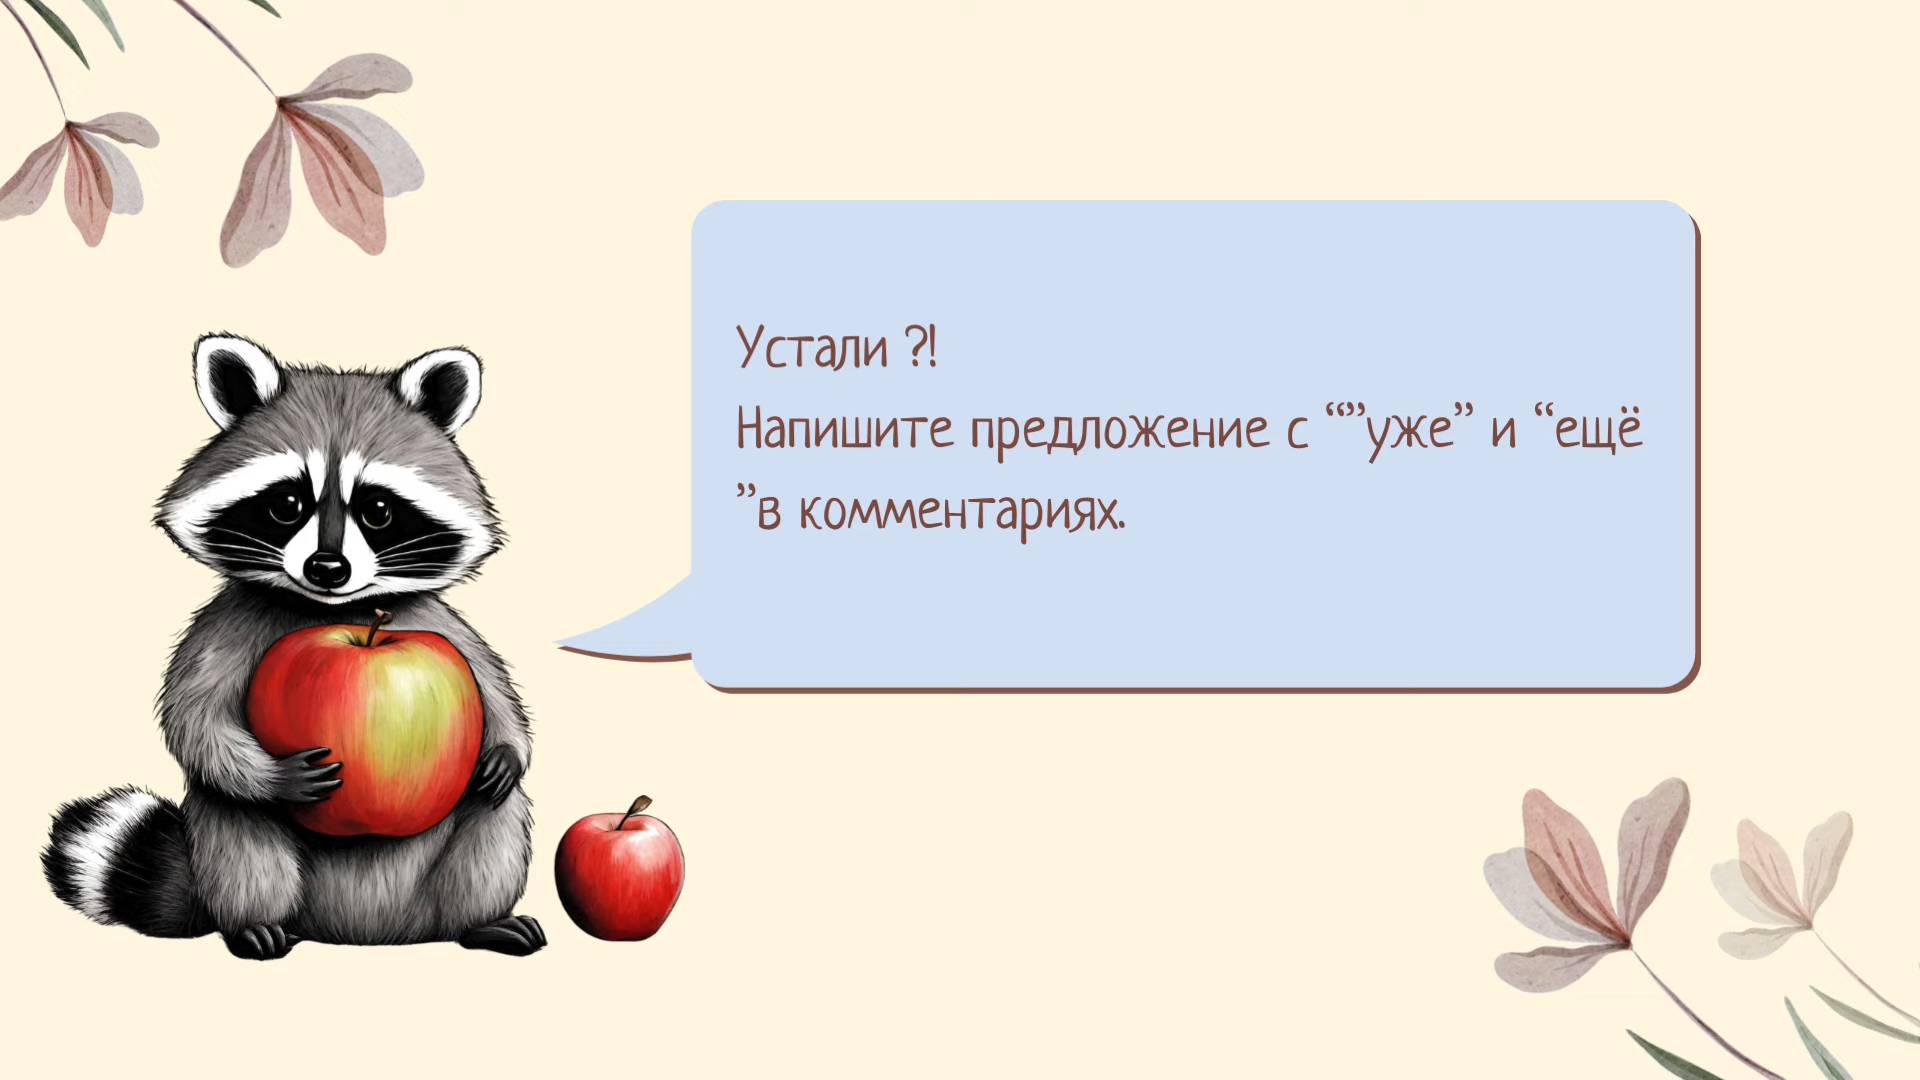 Устали ?!
Напишите предложение с “”уже” и “ещё
”в комментариях.